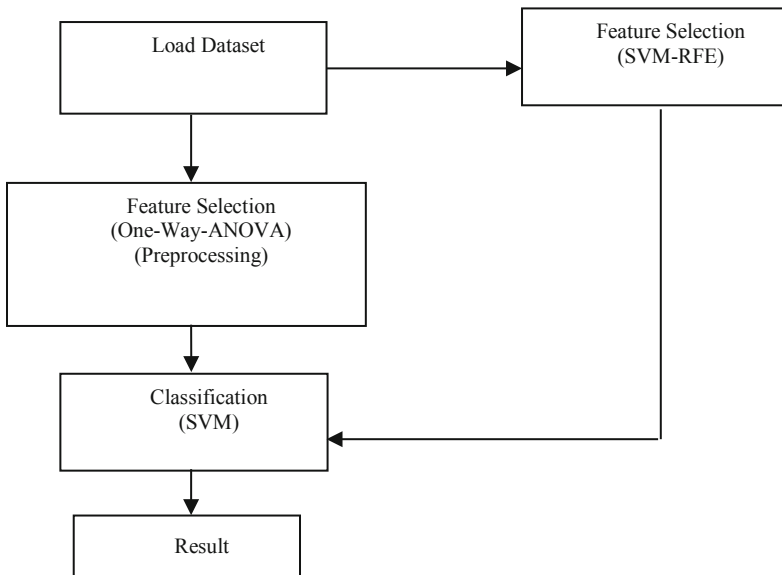 Load Dataset
Feature Selection
(SVM-RFE)
Feature Selection
(One-Way-ANOVA)
(Preprocessing)
Classification
(SVM)
Result